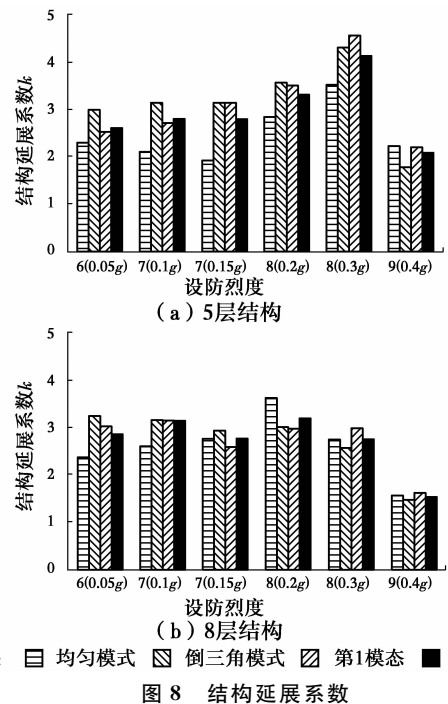 结构延展系数k
5
4
3
2
1
0
6(0.05g) 7(0.1g) 7(0.15g) 8(0.2g) 8(0.3g) 9(0.4g)
设防烈度
(a)5层结构
结构延展系数k
5
4
3
2
1
0
6(0.05g) 7(0.1g) 7(0.15g) 8(0.2g) 8(0.3g) 9(0.4g)
设防烈度
(b)8层结构
均匀模式 倒三角模式 第1模态
图 8 结构延展系数